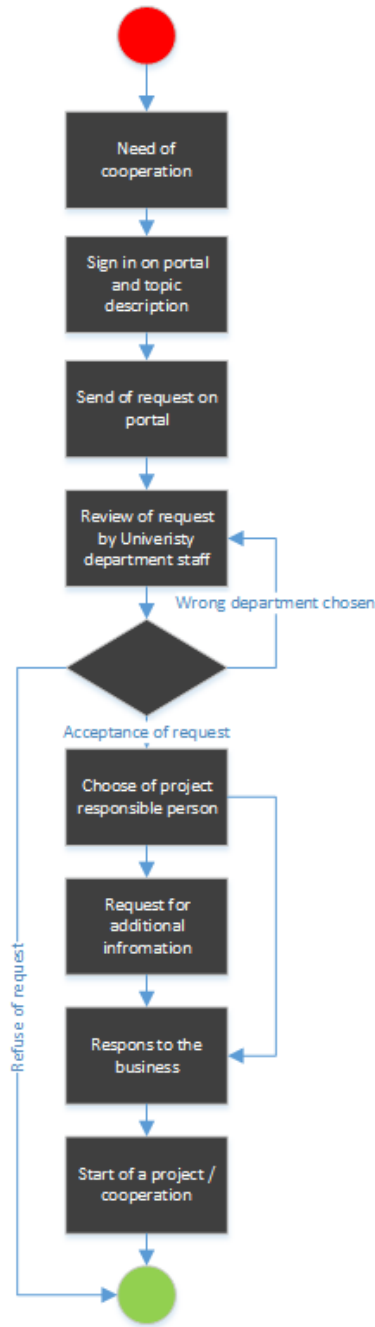 Need of
cooperation
Sign in on portal
and topic
description
Send of request on
portal
Review of request
by Univeristy
department staff
Wrong department chosen
Acceptance of request
Choose of project
responsible person
Request for
additional
infromation
Refuse of request
Respons to the
business
Start of a project /
cooperation